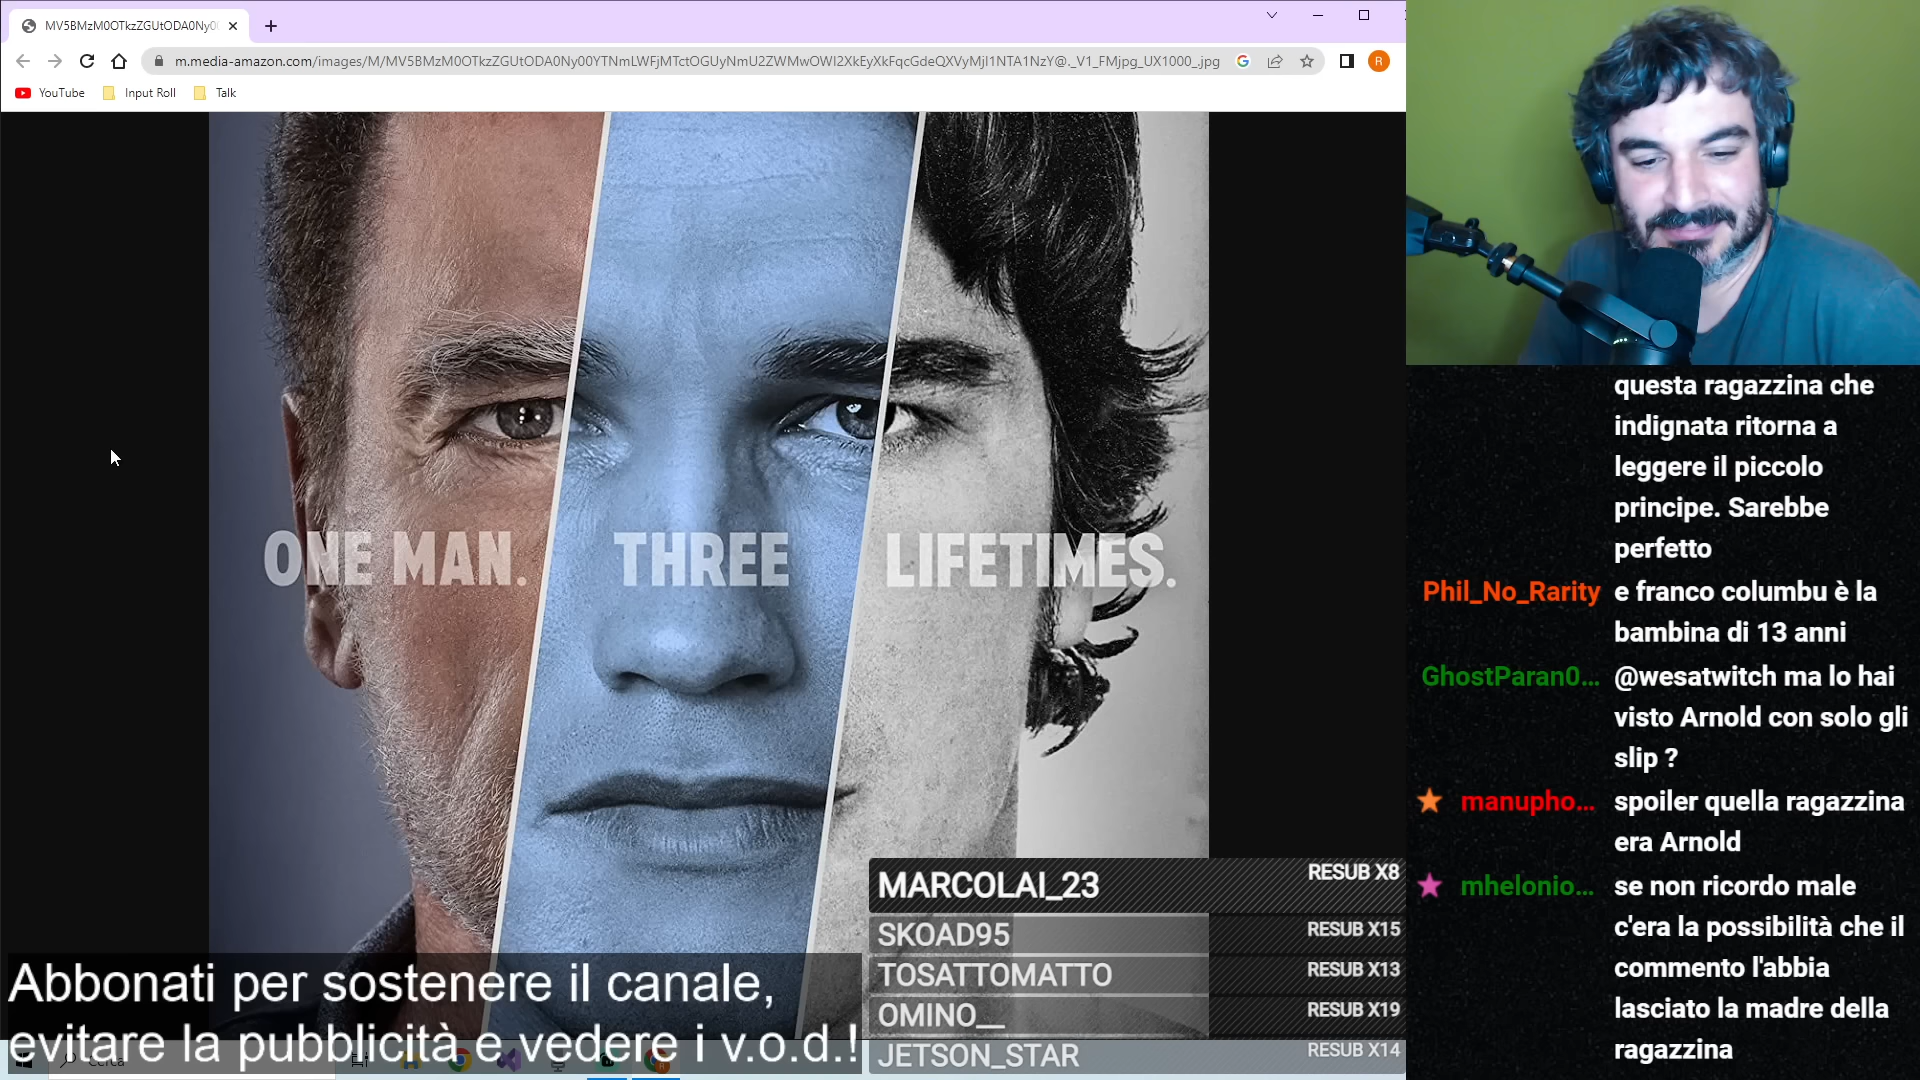 MV5BMzM0OTkzZGUtODA0Ny0
m.media-amazon.com/images/M/MV5BMzM0OTkzZGUtODA0Ny00YTNmLWFjMTctOGUyNmU2ZWMwOWI2XkEyXkFqcGdeQXVyMjI1NTA1NzY@._V1_FMjpg_UX1000_.jpg
R
YouTube
Input Roll
Talk
ONE MAN. THREE LIFETIMES.
questa ragazzina che
indignata ritorna a
leggere il piccolo
principe. Sarebbe
perfetto
Phil_No_Rarity e franco columbu è la
bambina di 13 anni
GhostParan0... @wesatwitch ma lo hai
visto Arnold con solo gli
slip ?
manupho... spoiler quella ragazzina
era Arnold
mhelonio... se non ricordo male
c'era la possibilità che il
commento l'abbia
lasciato la madre della
ragazzina
MARCOLAI_23 RESUB X8
SKOAD95 RESUB X15
TOSATTOMATTO RESUB X13
OMINO__ RESUB X19
JETSON_STAR RESUB X14
Abbonati per sostenere il canale,
evitare la pubblicità e vedere i v.o.d.!
Cerca